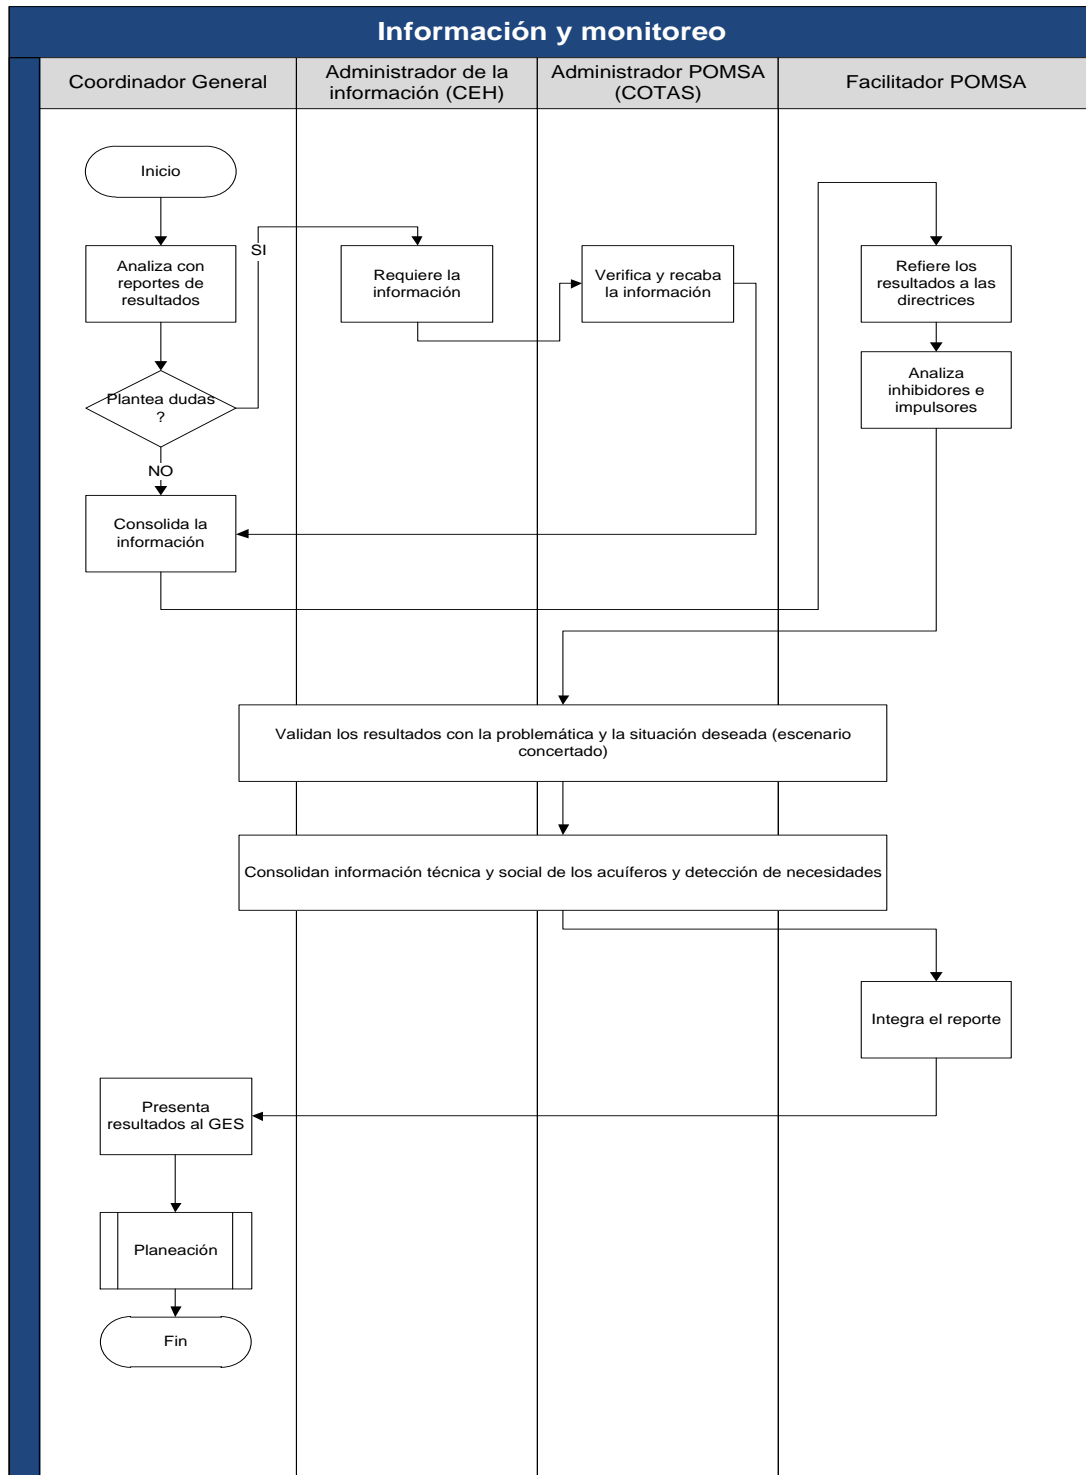 Información y monitoreo
Coordinador General
Administrador de la
información (CEH)
Administrador POMSA
(COTAS)
Facilitador POMSA
Inicio
SI
Analiza con
reportes de
resultados
Requiere la
información
Verifica y recaba
la información
Refiere los
resultados a las
directrices
Plantea dudas
?
Analiza
inhibidores e
impulsores
NO
Consolida la
información
Validan los resultados con la problemática y la situación deseada (escenario
concertado)
Consolidan información técnica y social de los acuíferos y detección de necesidades
Integra el reporte
Presenta
resultados al GES
Planeación
Fin